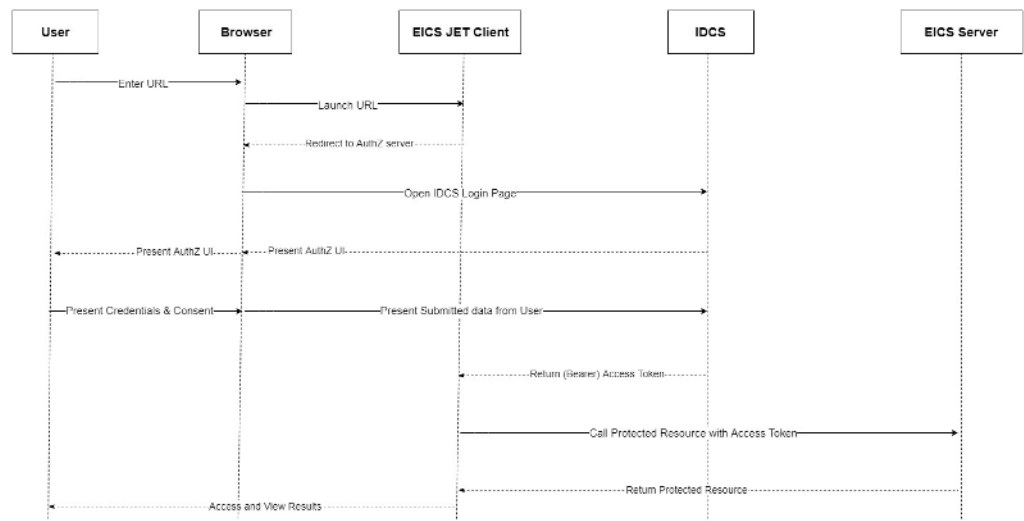 User
Browser
EICS JET Client
IDCS
EICS Server
Enter URL
Launch URL
Redirect to AuthZ server
Open IDCS Login Page
Present AuthZ UI
Present AuthZ UI
Present Credentials & Consent
Present Submitted data from User
Return (Bearer) Access Token
Call Protected Resource with Access Token
Return Protected Resource
Access and View Results